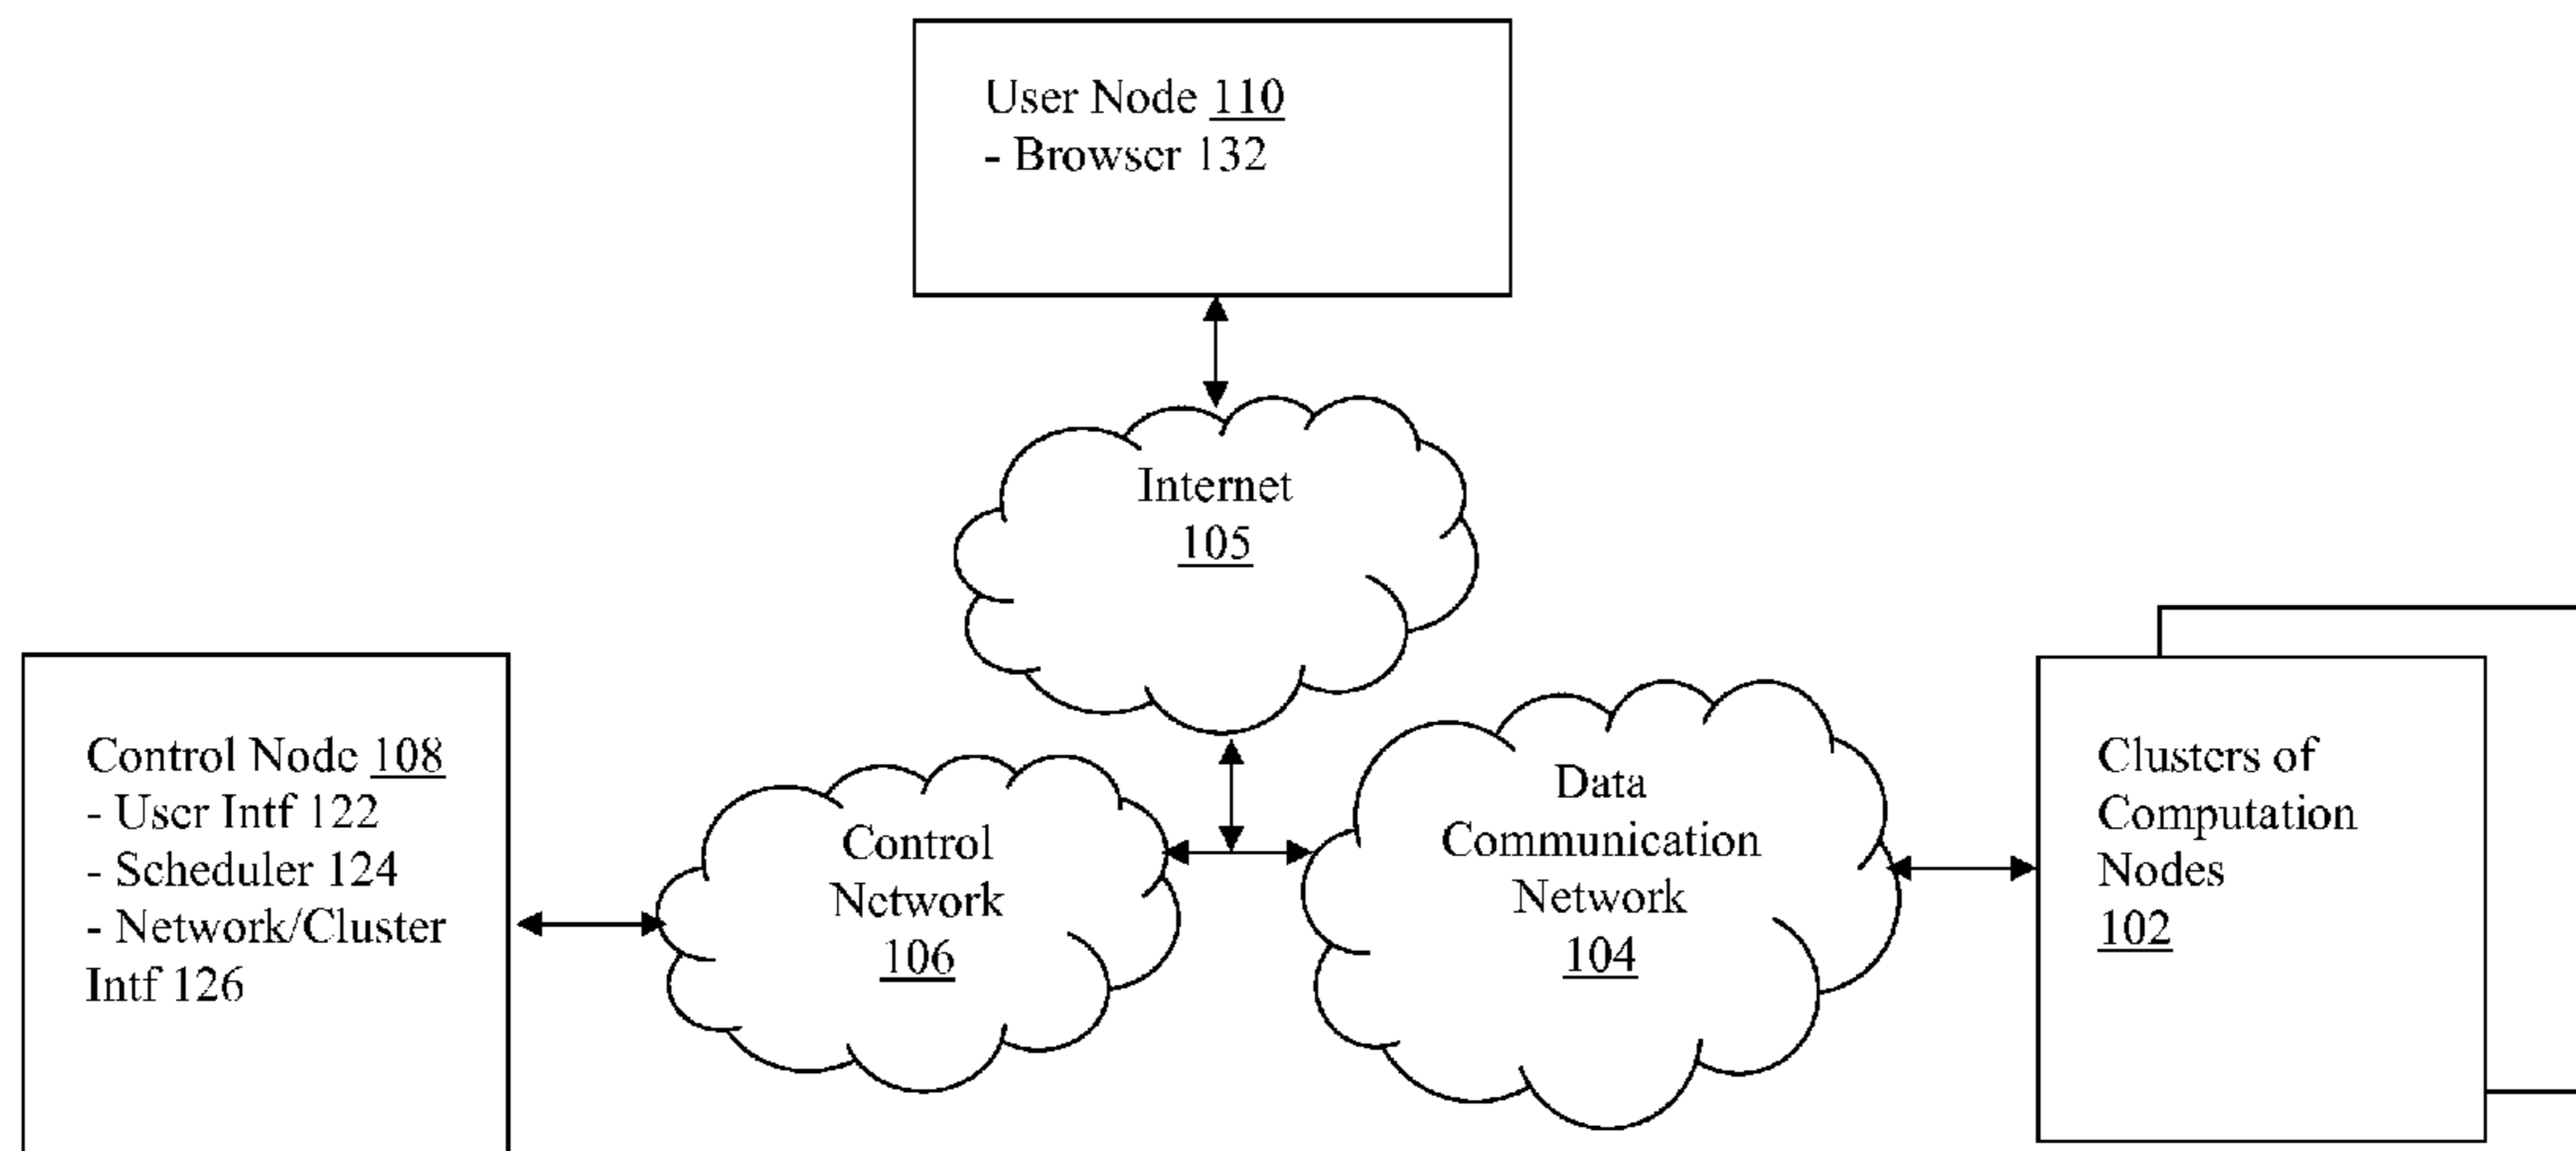 User Node 110
- Browser 132
Internet
105
Control Node 108
- User Intf 122
- Scheduler 124
- Network/Cluster
Intf 126
Control
Network
106
Data
Communication
Network
104
Clusters of
Computation
Nodes
102